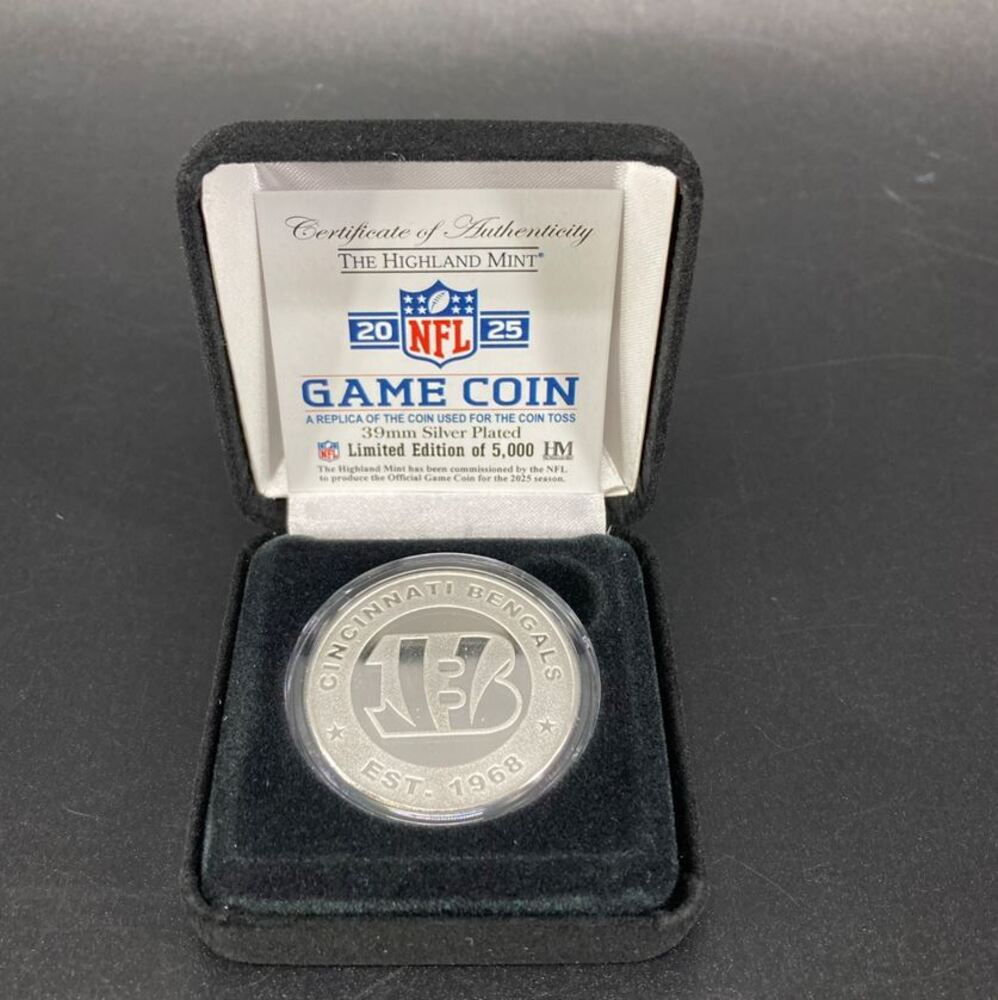 Certificate of Authenticity
THE HIGHLAND MINT®
20 NFL 25
GAME COIN
A REPLICA OF THE COIN USED FOR THE COIN TOSS
39mm Silver Plated
NFL Limited Edition of 5,000 HM
The Highland Mint has been commissioned by the NFL
to produce the Official Game Coin for the 2025 season.
CINCINNATI BENGALS
B
EST. 1968